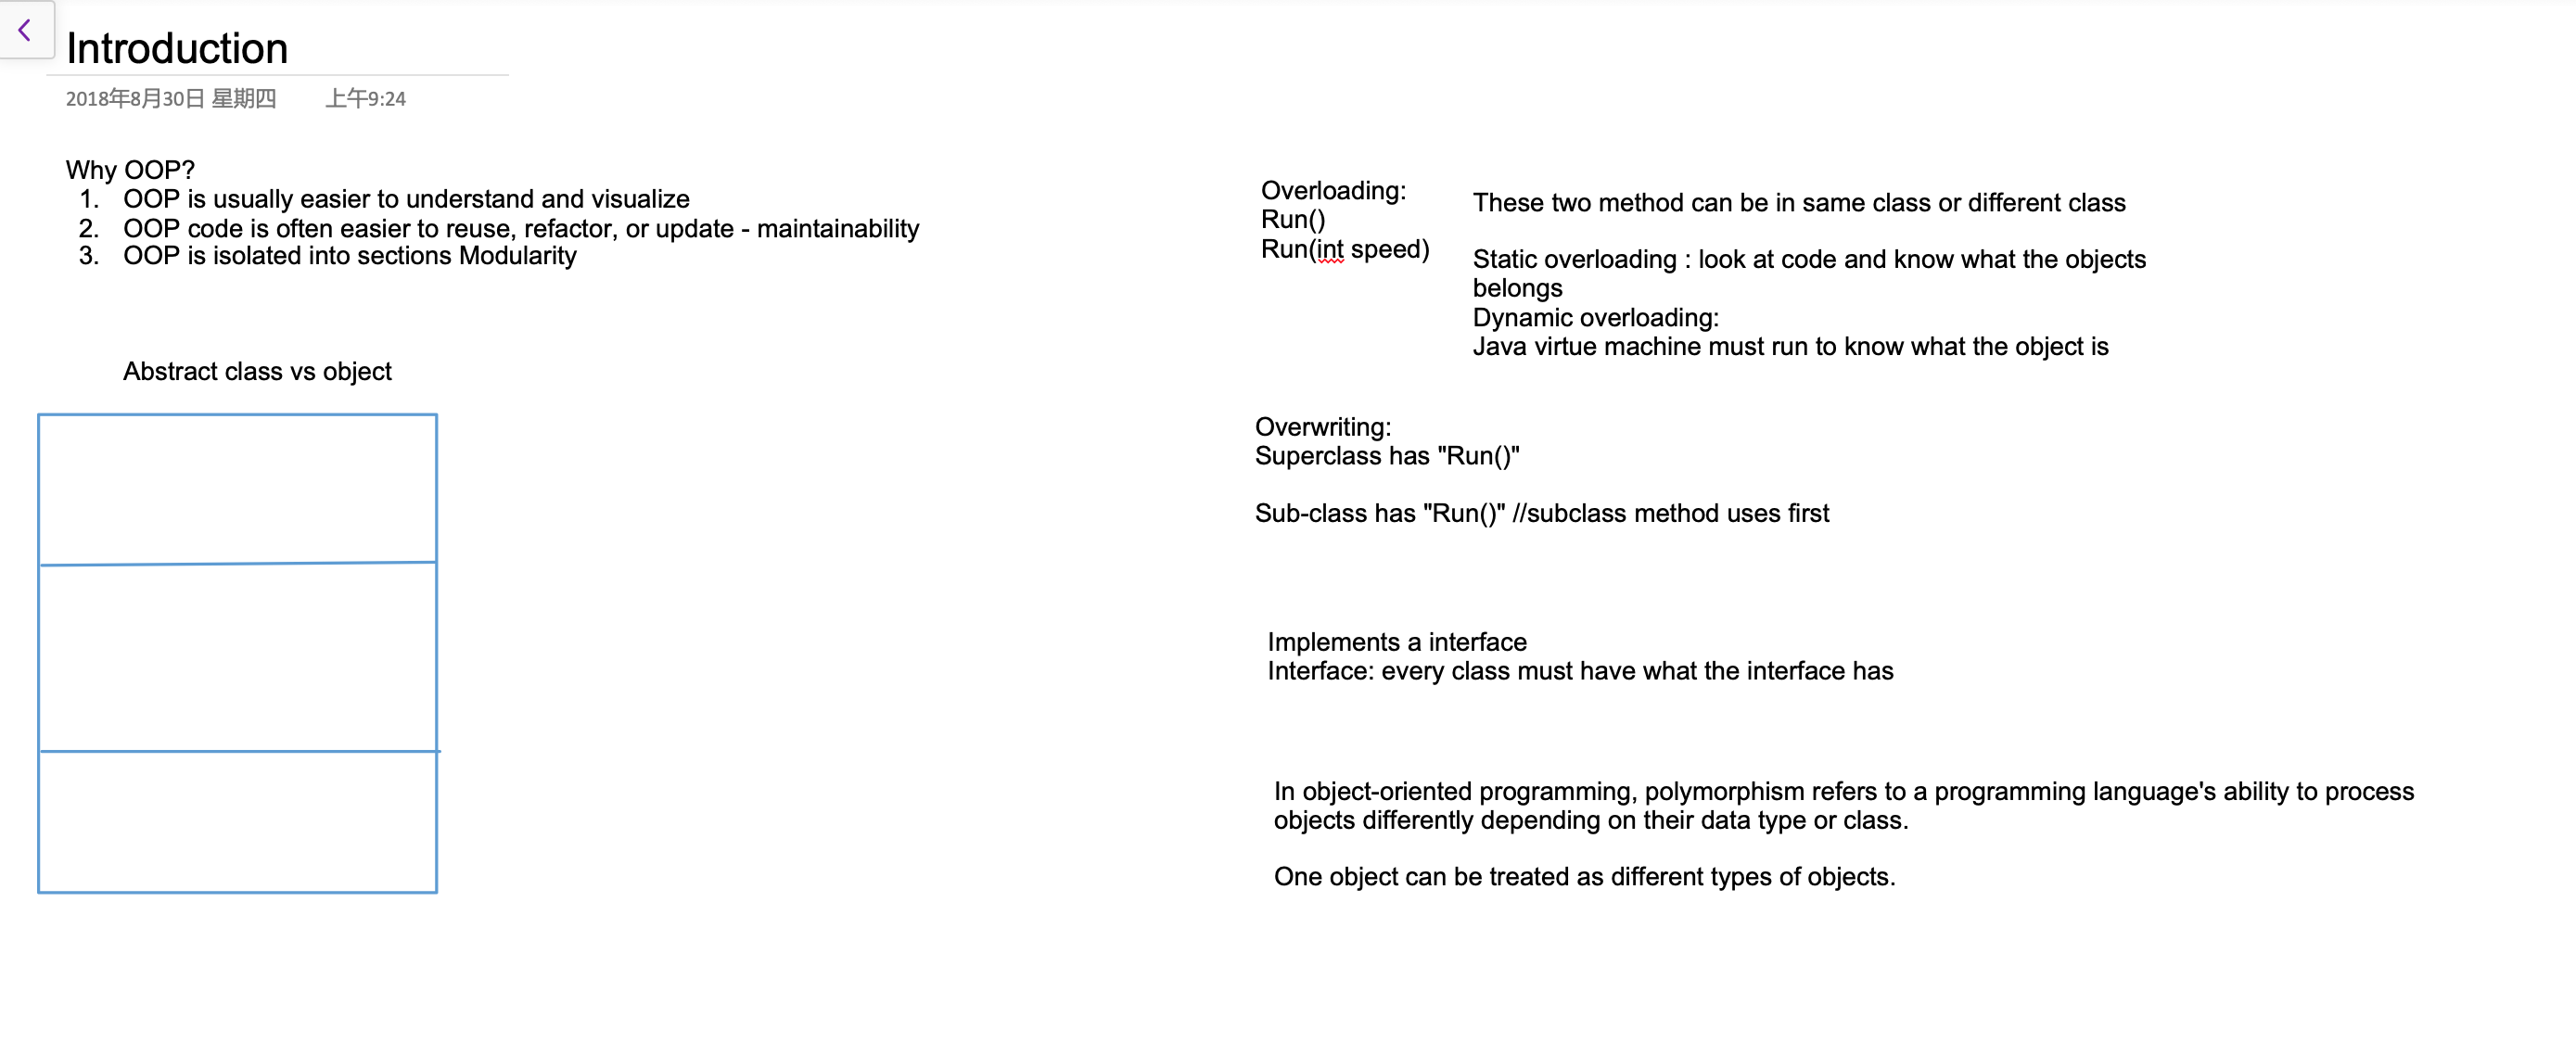 Introduction
2018年8月30日 星期四 上午9:24
Why OOP?
1. OOP is usually easier to understand and visualize
2. OOP code is often easier to reuse, refactor, or update - maintainability
3. OOP is isolated into sections Modularity
Abstract class vs object
Overloading:
Run()
Run(int speed)
These two method can be in same class or different class
Static overloading : look at code and know what the objects
belongs
Dynamic overloading:
Java virtue machine must run to know what the object is
Overwriting:
Superclass has "Run()"
Sub-class has "Run()" //subclass method uses first
Implements a interface
Interface: every class must have what the interface has
In object-oriented programming, polymorphism refers to a programming language's ability to process
objects differently depending on their data type or class.
One object can be treated as different types of objects.